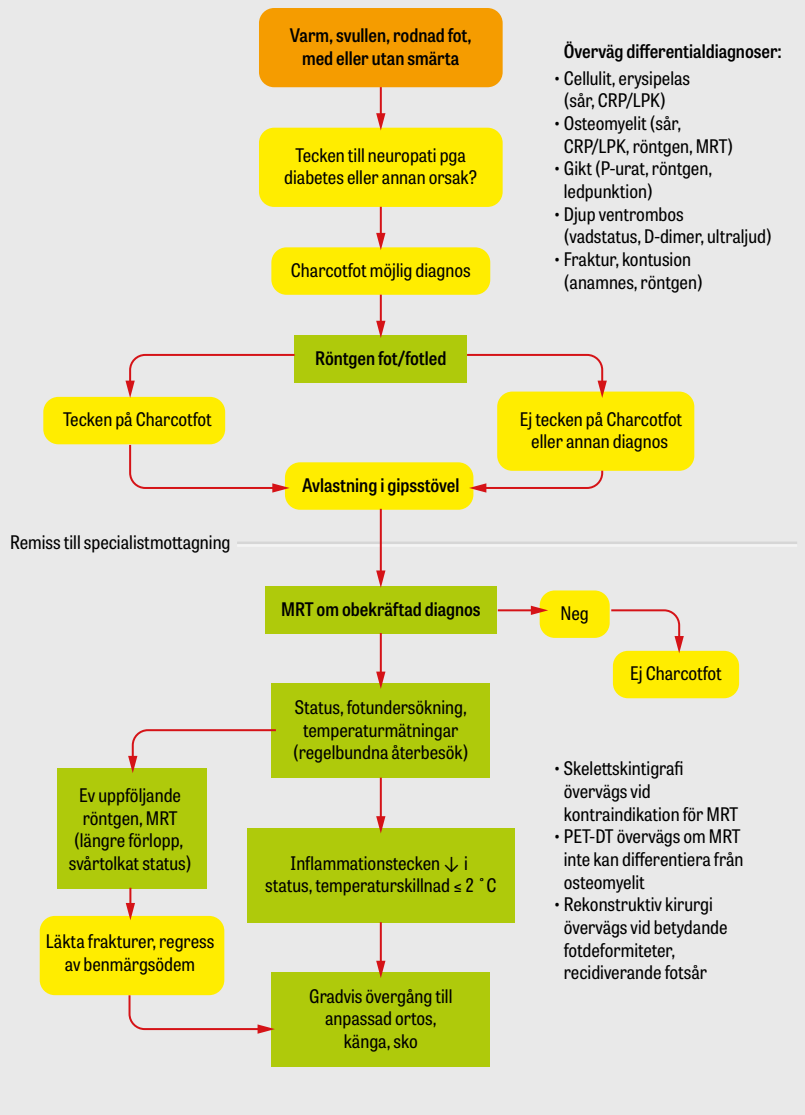 Varm, svullen, rodnad fot,
med eller utan smärta
Överväg differentialdiagnoser:
• Cellulit, erysipelas
(sår, CRP/LPK)
• Osteomyelit (sår,
CRP/LPK, röntgen, MRT)
• Gikt (P-urat, röntgen,
ledpunktion)
• Djup ventrombos
(vadstatus, D-dimer, ultraljud)
• Fraktur, kontusion
(anamnes, röntgen)
Tecken till neuropati pga
diabetes eller annan orsak?
Charcotfot möjlig diagnos
Röntgen fot/fotled
Tecken på Charcotfot
Ej tecken på Charcotfot
eller annan diagnos
Avlastning i gipsstövel
Remiss till specialistmottagning
MRT om obekräftad diagnos
Neg
Ej Charcotfot
Status, fotundersökning,
temperaturmätningar
(regelbundna återbesök)
Ev uppföljande
röntgen, MRT
(längre förlopp,
svårtolkat status)
Inflammationstecken ↓ i
status, temperaturskillnad ≤ 2 ˚C
Läkta frakturer, regress
av benmärgsödem
Gradvis övergång till
anpassad ortos,
känga, sko
• Skelettskintigrafi
övervägs vid
kontraindikation för MRT
• PET-DT övervägs om MRT
inte kan differentiera från
osteomyelit
• Rekonstruktiv kirurgi
övervägs vid betydande
fotdeformiteter,
recidiverande fotsår